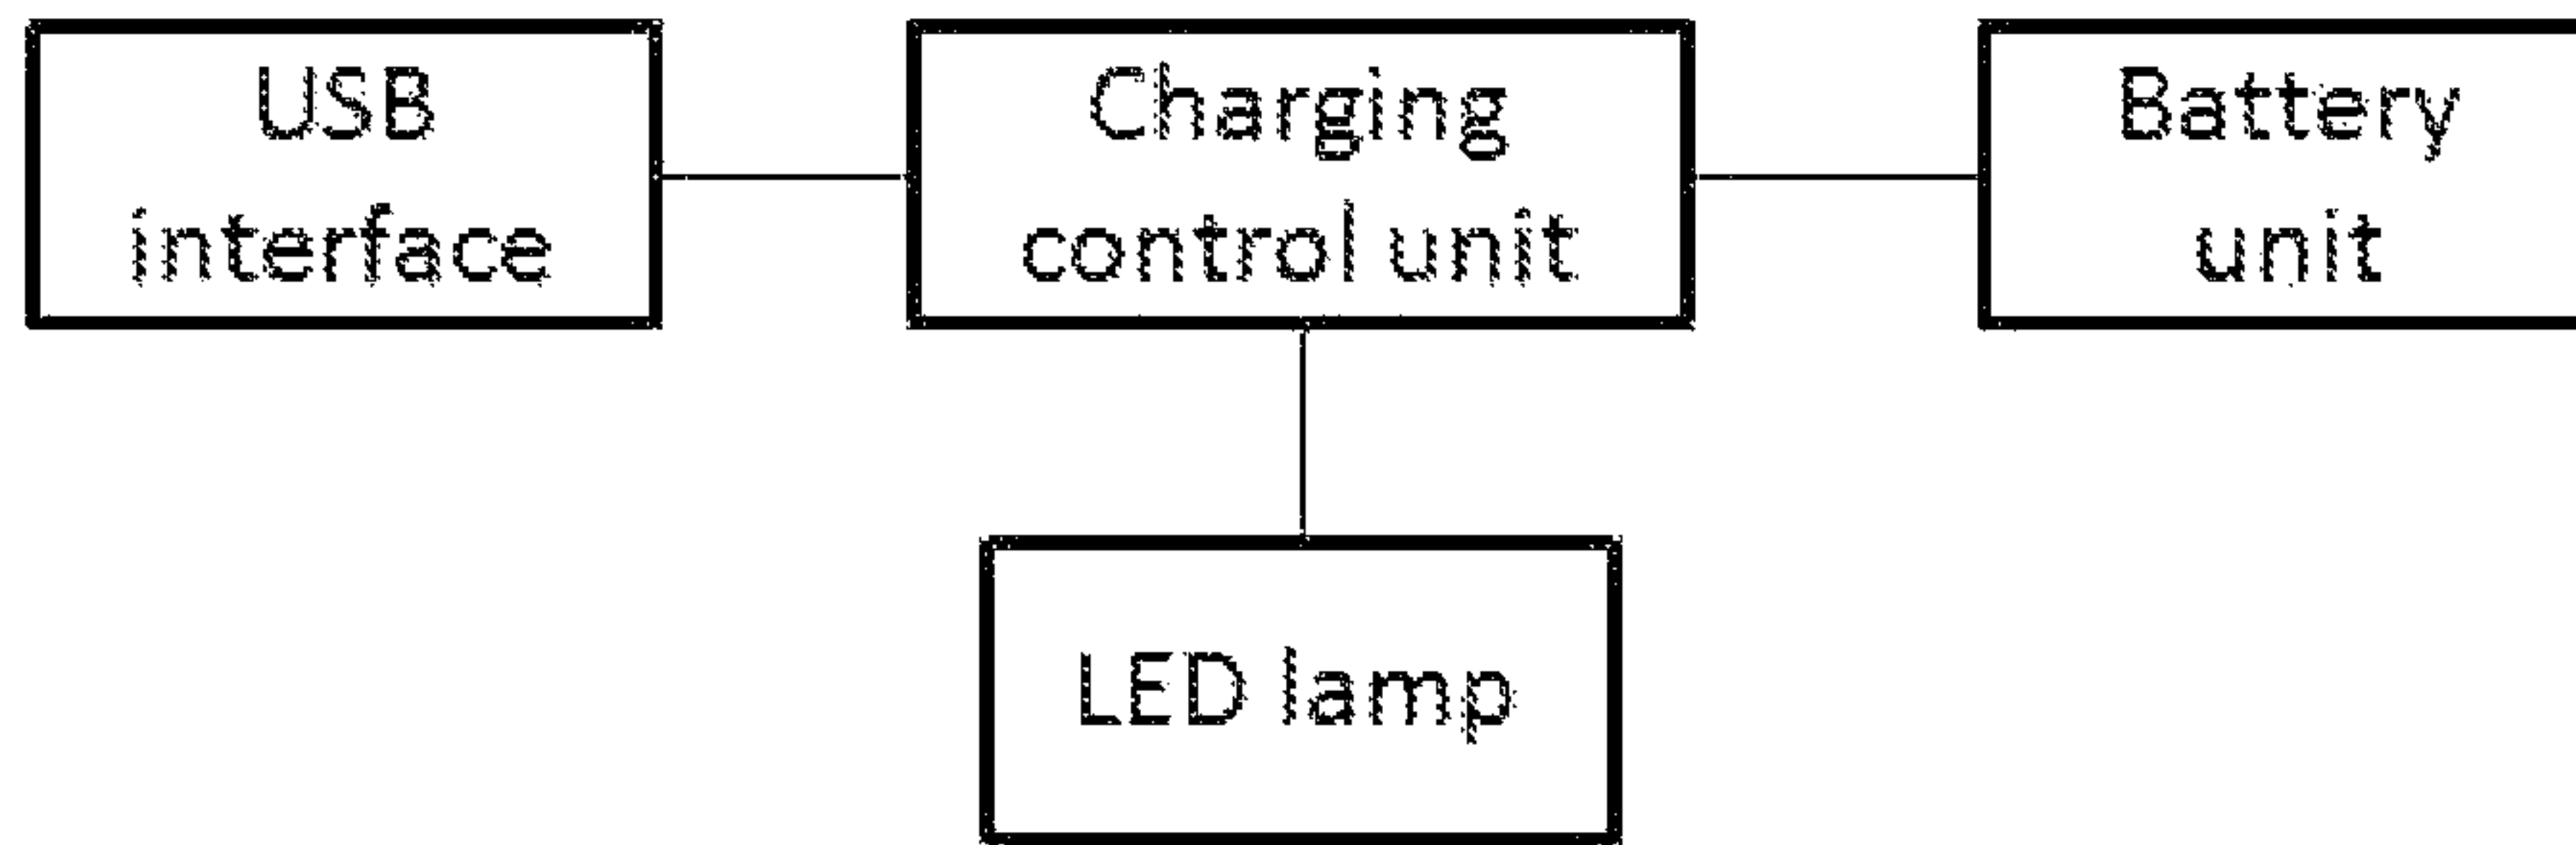 USB
interface
Charging
control unit
Battery
unit
LED lamp